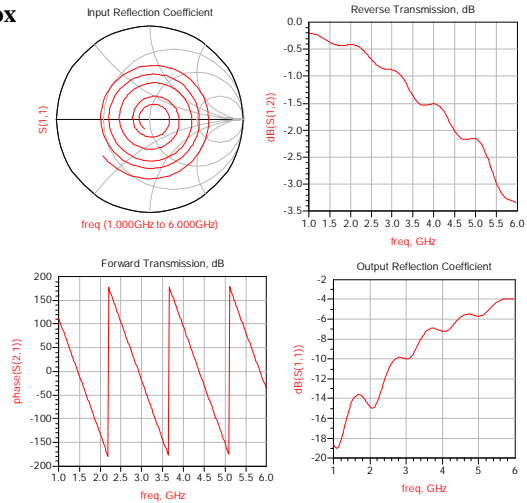 ox
Input Reflection Coefficient
S(1,1)
freq (1.000GHz to 6.000GHz)
Reverse Transmission, dB
dB(S(1,2))
0.0
-0.5
-1.0
-1.5
-2.0
-2.5
-3.0
-3.5
1.0 1.5 2.0 2.5 3.0 3.5 4.0 4.5 5.0 5.5 6.0
freq, GHz
Forward Transmission, dB
phase(S(2,1))
200
150
100
50
0
-50
-100
-150
-200
1.0 1.5 2.0 2.5 3.0 3.5 4.0 4.5 5.0 5.5 6.0
freq, GHz
Output Reflection Coefficient
dB(S(1,1))
-2
-4
-6
-8
-10
-12
-14
-16
-18
-20
1 2 3 4 5 6
freq, GHz